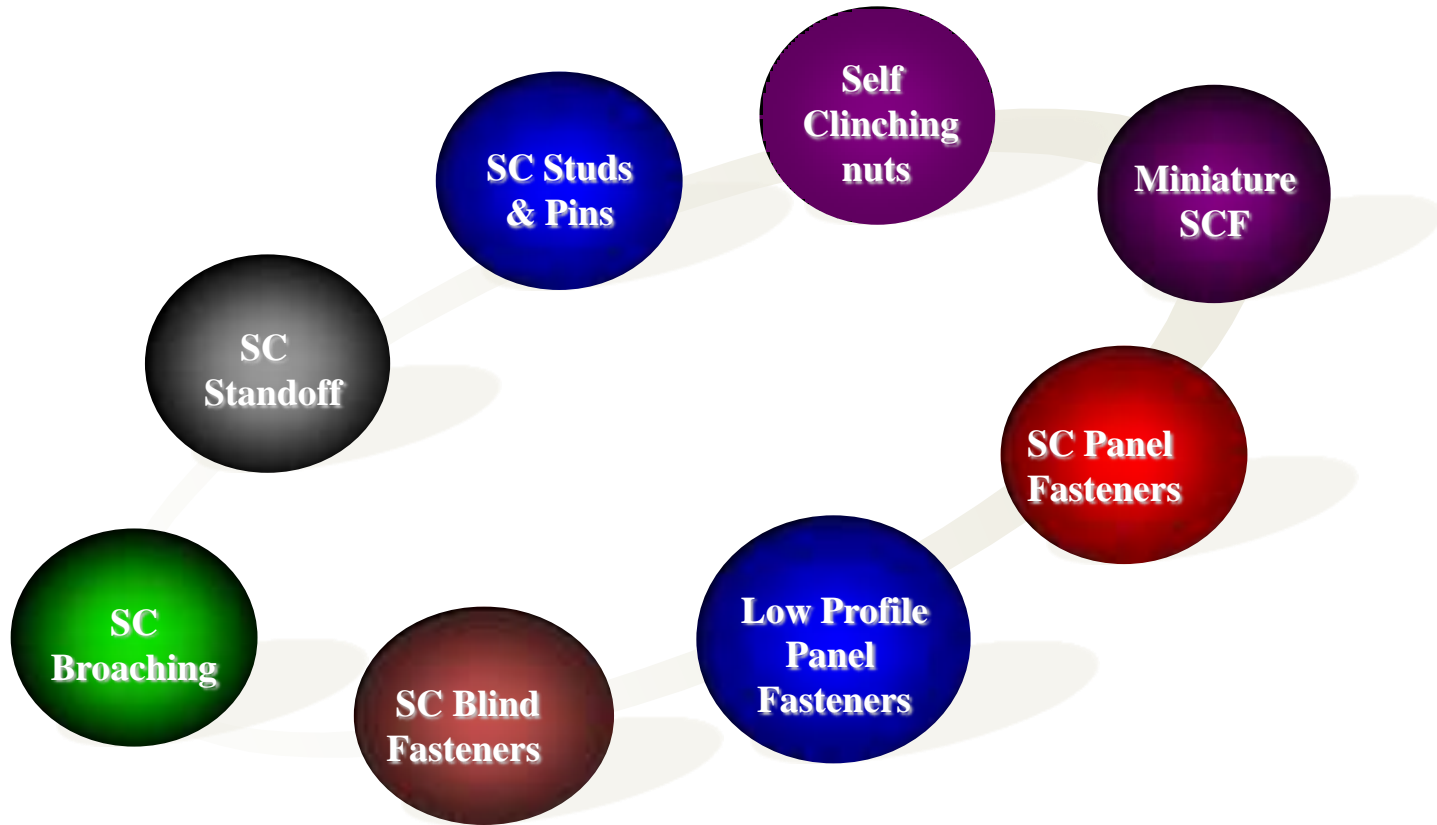 Self
Clinching
nuts
SC Studs
& Pins
Miniature
SCF
SC
Standoff
SC Panel
Fasteners
Low Profile
Panel
Fasteners
SC
Broaching
SC Blind
Fasteners